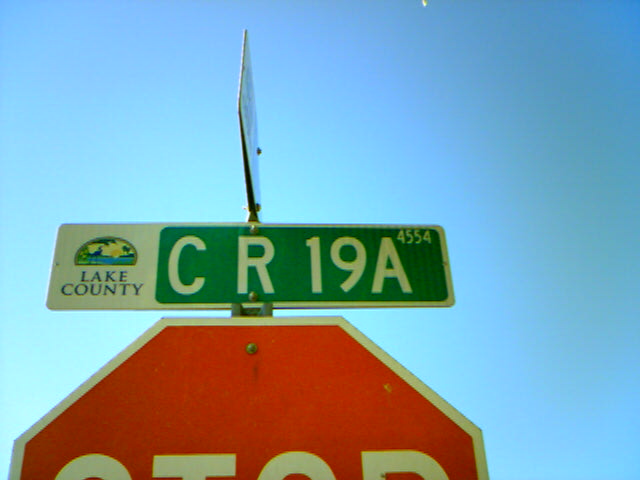 LAKE
COUNTY
C R 19A 4554
STOP